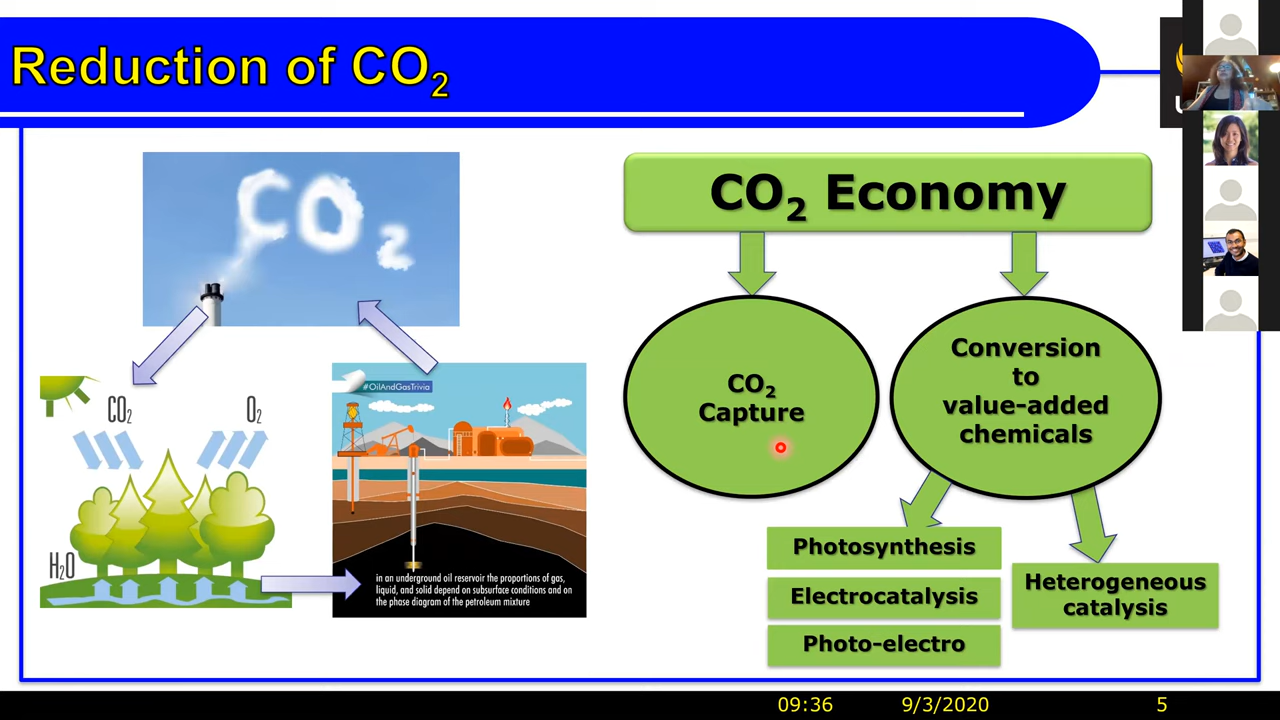 Reduction of CO₂
CO₂
CO₂
O₂
H₂O
#OilAndGasTrivia
in an underground oil reservoir the proportions of gas,
liquid, and solid depend on subsurface conditions and on
the phase diagram of the petroleum mixture
CO₂ Economy
CO₂
Capture
Conversion
to
value-added
chemicals
Photosynthesis
Electrocatalysis
Photo-electro
Heterogeneous
catalysis
09:36
9/3/2020
5